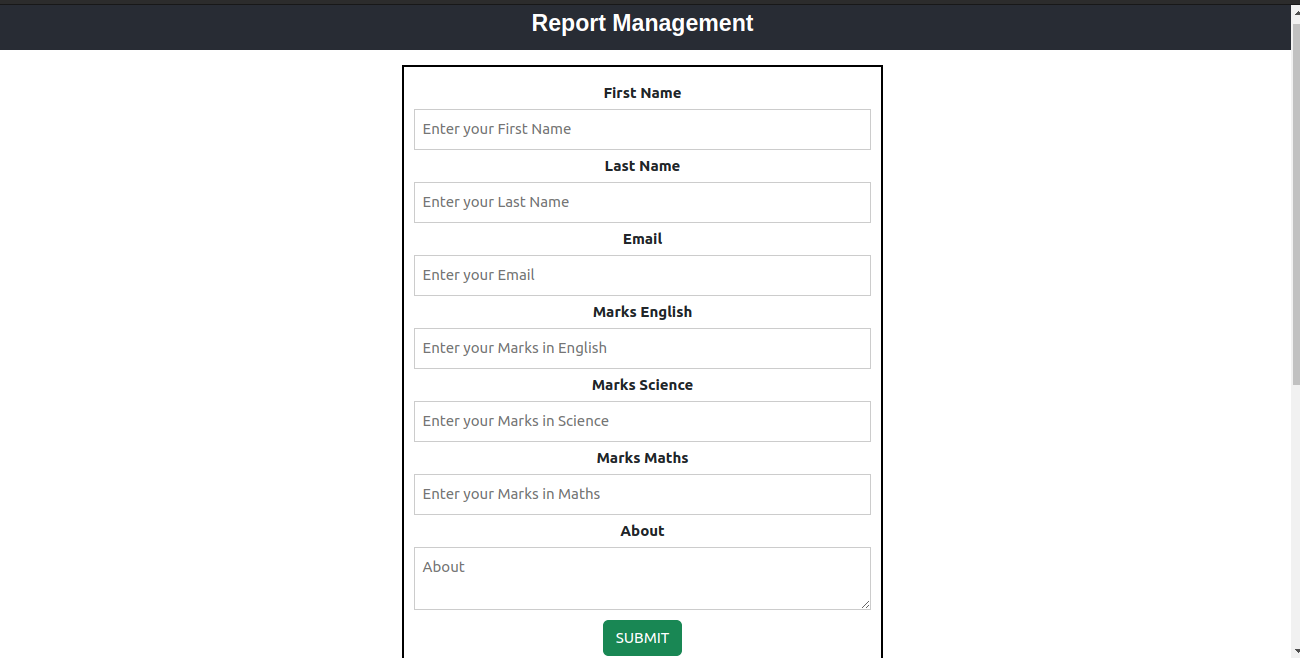 Report Management
First Name
Enter your First Name
Last Name
Enter your Last Name
Email
Enter your Email
Marks English
Enter your Marks in English
Marks Science
Enter your Marks in Science
Marks Maths
Enter your Marks in Maths
About
About
SUBMIT